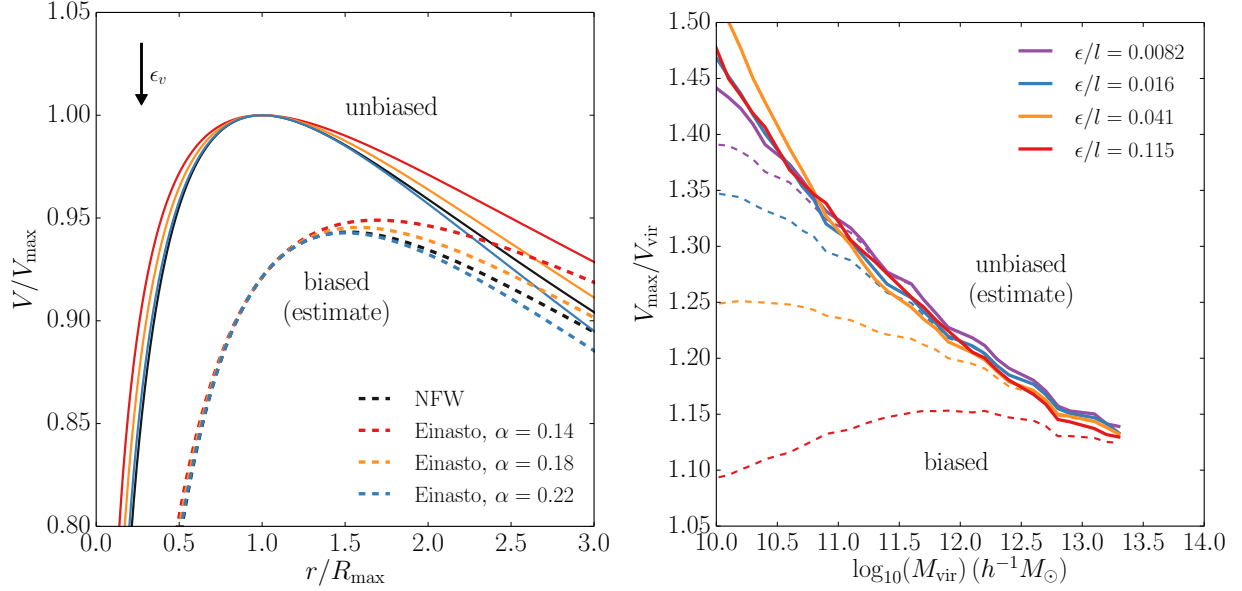 1.05
1.00
0.95
0.90
0.85
0.80
V/V_max
ϵ_v
unbiased
biased
(estimate)
NFW
Einasto, α = 0.14
Einasto, α = 0.18
Einasto, α = 0.22
0.0 0.5 1.0 1.5 2.0 2.5 3.0
r/R_max
1.50
1.45
1.40
1.35
1.30
1.25
1.20
1.15
1.10
1.05
V_max/V_vir
ϵ/l = 0.0082
ϵ/l = 0.016
ϵ/l = 0.041
ϵ/l = 0.115
unbiased
(estimate)
biased
10.0 10.5 11.0 11.5 12.0 12.5 13.0 13.5 14.0
log₁₀(M_vir) (h⁻¹M_⊙)